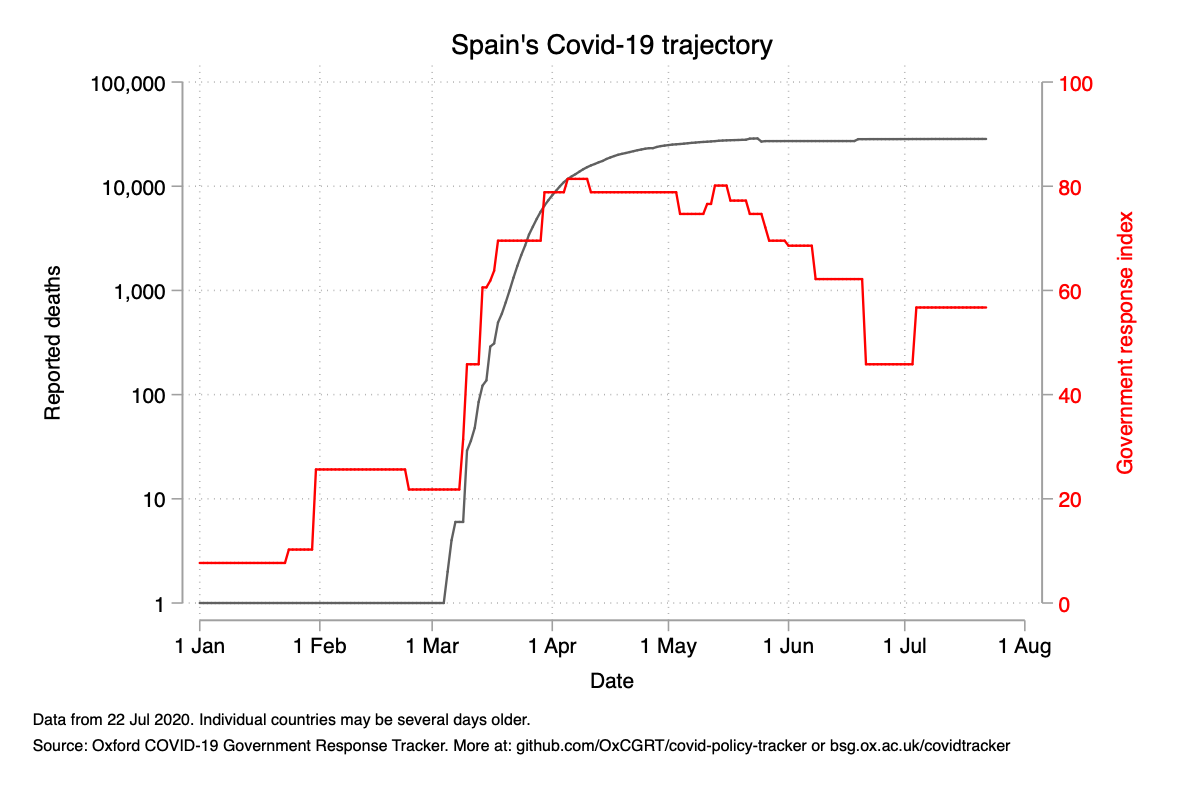 Spain's Covid-19 trajectory
100,000
10,000
1,000
100
10
1
Reported deaths
100
80
60
40
20
0
Government response index
1 Jan
1 Feb
1 Mar
1 Apr
1 May
1 Jun
1 Jul
1 Aug
Date
Data from 22 Jul 2020. Individual countries may be several days older.
Source: Oxford COVID-19 Government Response Tracker. More at: github.com/OxCGRT/covid-policy-tracker or bsg.ox.ac.uk/covidtracker